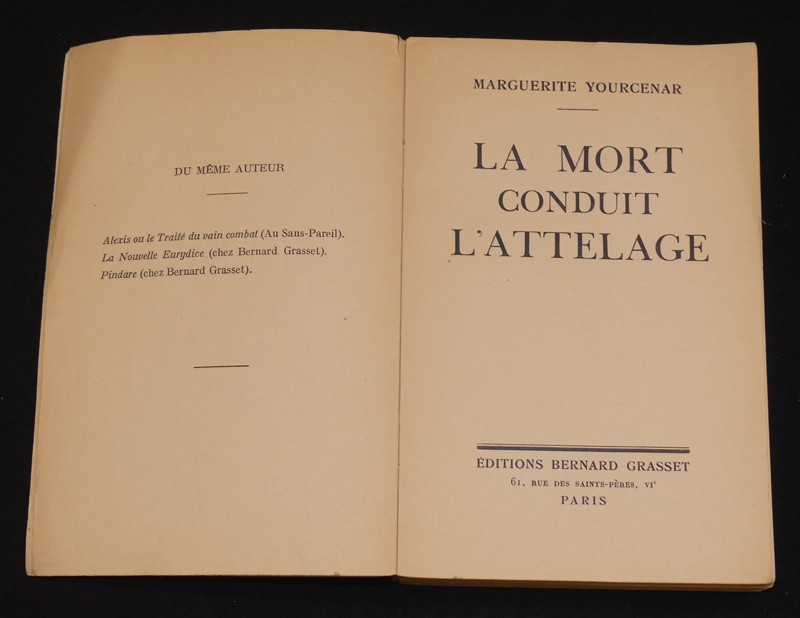 DU MÊME AUTEUR
Alexis ou le Traité du vain combat (Au Sans-Pareil).
La Nouvelle Eurydice (chez Bernard Grasset).
Pindare (chez Bernard Grasset).
MARGUERITE YOURCENAR
LA MORT
CONDUIT
L'ATTELAGE
ÉDITIONS BERNARD GRASSET
61, RUE DES SAINTS-PÈRES, VIᵉ
PARIS